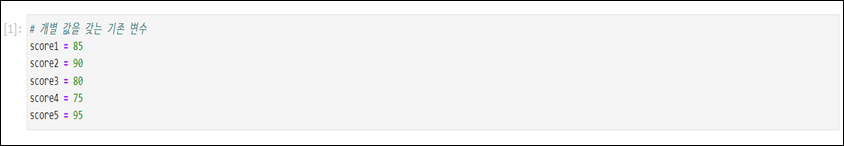 [1]: # 개별 값을 갖는 기존 변수
score1 = 85
score2 = 90
score3 = 80
score4 = 75
score5 = 95